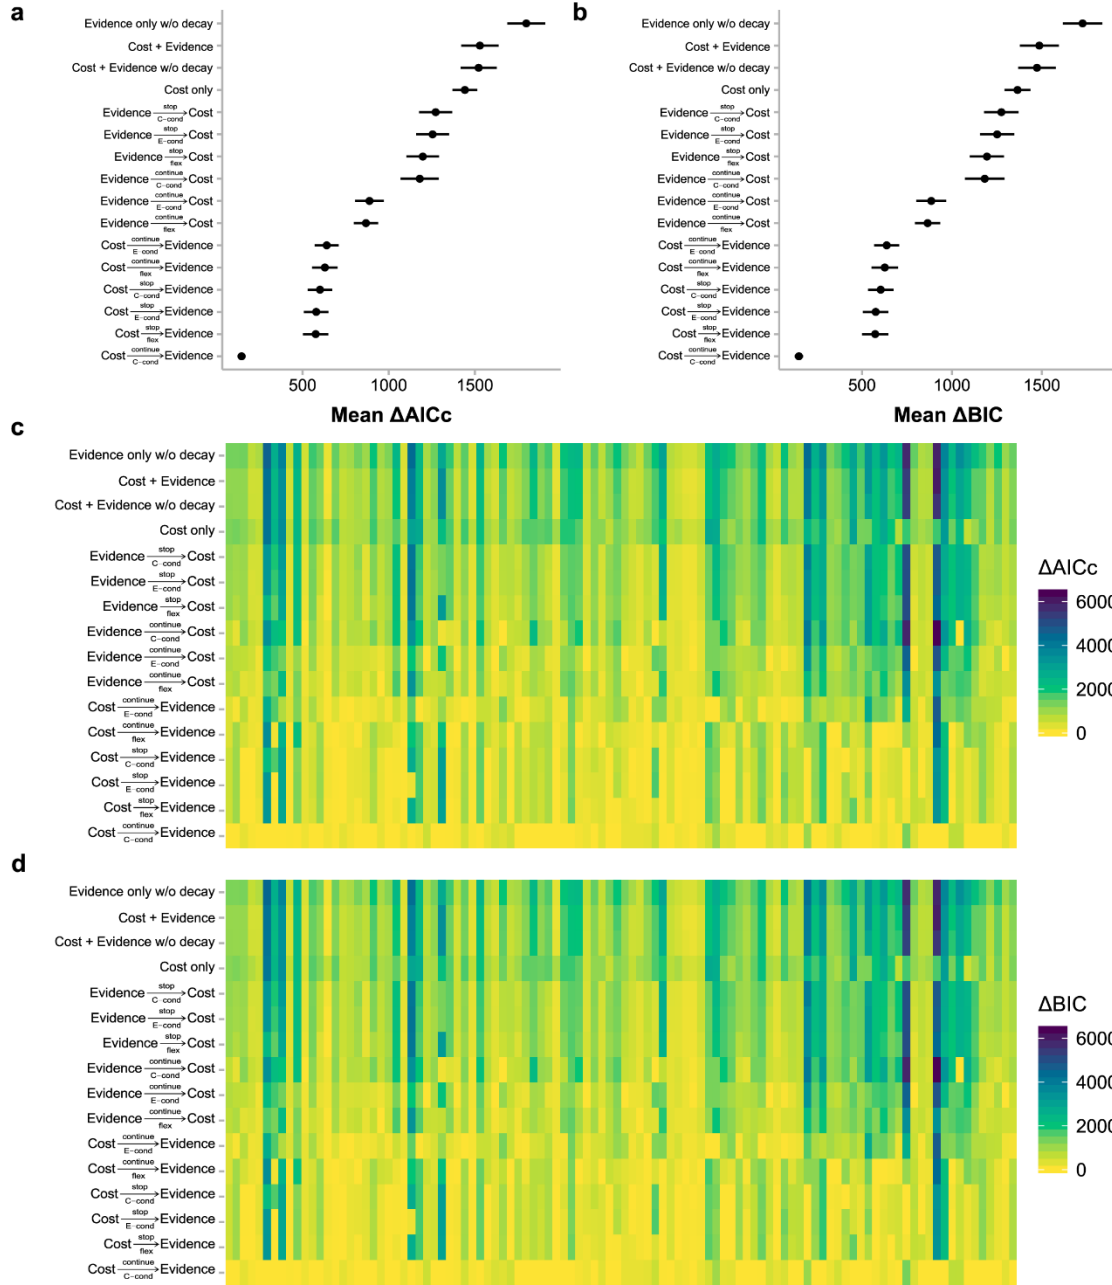 a
Evidence only w/o decay
Cost + Evidence
Cost + Evidence w/o decay
Cost only
Evidence stop→ C-cond Cost
Evidence stop→ E-cond Cost
Evidence stop→ flex Cost
Evidence continue→ C-cond Cost
Evidence continue→ E-cond Cost
Evidence continue→ flex Cost
Cost continue→ E-cond Evidence
Cost continue→ flex Evidence
Cost stop→ C-cond Evidence
Cost stop→ E-cond Evidence
Cost stop→ flex Evidence
Cost continue→ C-cond Evidence
500 1000 1500
Mean ΔAICc
b
Evidence only w/o decay
Cost + Evidence
Cost + Evidence w/o decay
Cost only
Evidence stop→ C-cond Cost
Evidence stop→ E-cond Cost
Evidence stop→ flex Cost
Evidence continue→ C-cond Cost
Evidence continue→ E-cond Cost
Evidence continue→ flex Cost
Cost continue→ E-cond Evidence
Cost continue→ flex Evidence
Cost stop→ C-cond Evidence
Cost stop→ E-cond Evidence
Cost stop→ flex Evidence
Cost continue→ C-cond Evidence
500 1000 1500
Mean ΔBIC
c
Evidence only w/o decay
Cost + Evidence
Cost + Evidence w/o decay
Cost only
Evidence stop→ C-cond Cost
Evidence stop→ E-cond Cost
Evidence stop→ flex Cost
Evidence continue→ C-cond Cost
Evidence continue→ E-cond Cost
Evidence continue→ flex Cost
Cost continue→ E-cond Evidence
Cost continue→ flex Evidence
Cost stop→ C-cond Evidence
Cost stop→ E-cond Evidence
Cost stop→ flex Evidence
Cost continue→ C-cond Evidence
ΔAICc
6000
4000
2000
0
d
Evidence only w/o decay
Cost + Evidence
Cost + Evidence w/o decay
Cost only
Evidence stop→ C-cond Cost
Evidence stop→ E-cond Cost
Evidence stop→ flex Cost
Evidence continue→ C-cond Cost
Evidence continue→ E-cond Cost
Evidence continue→ flex Cost
Cost continue→ E-cond Evidence
Cost continue→ flex Evidence
Cost stop→ C-cond Evidence
Cost stop→ E-cond Evidence
Cost stop→ flex Evidence
Cost continue→ C-cond Evidence
ΔBIC
6000
4000
2000
0